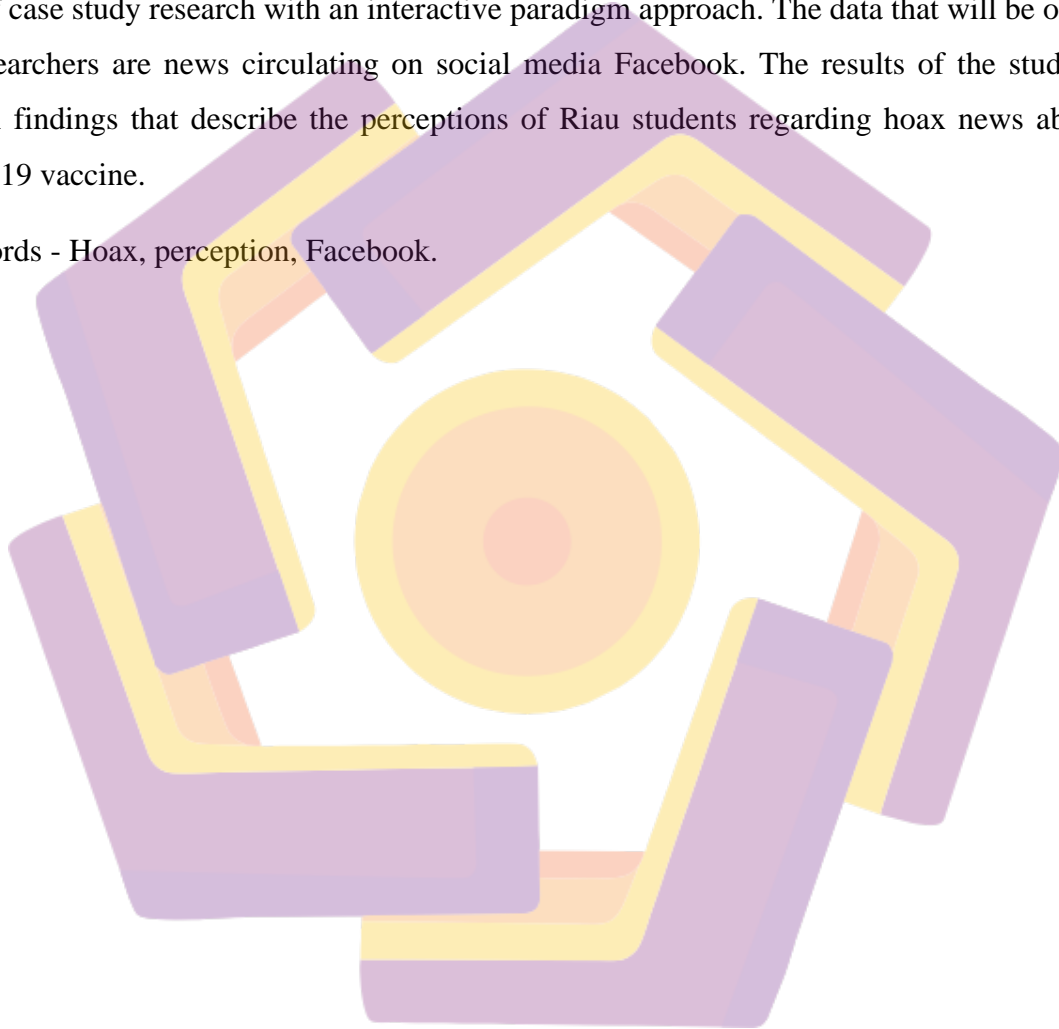 case study research with an interactive paradigm approach. The data that will be o
earchers are news circulating on social media Facebook. The results of the stud
findings that describe the perceptions of Riau students regarding hoax news ab
19 vaccine.
ords - Hoax, perception, Facebook.